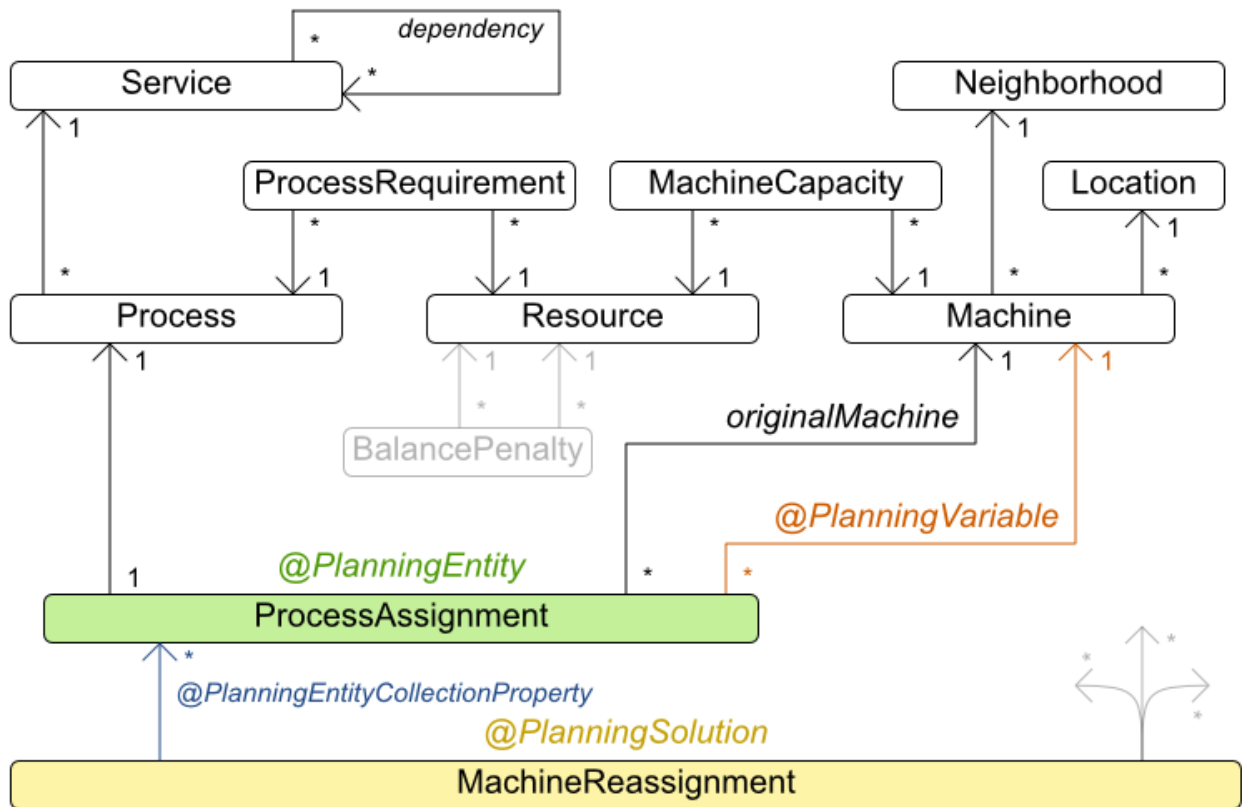 * dependency
Service * Neighborhood
1 1
ProcessRequirement MachineCapacity Location
* * * * 1
* 1 1 1 1 * *
Process Resource Machine
1 1 1 1 1
* * originalMachine
BalancePenalty
@PlanningVariable
@PlanningEntity
1 * *
ProcessAssignment
* * *
@PlanningEntityCollectionProperty
*
@PlanningSolution
MachineReassignment